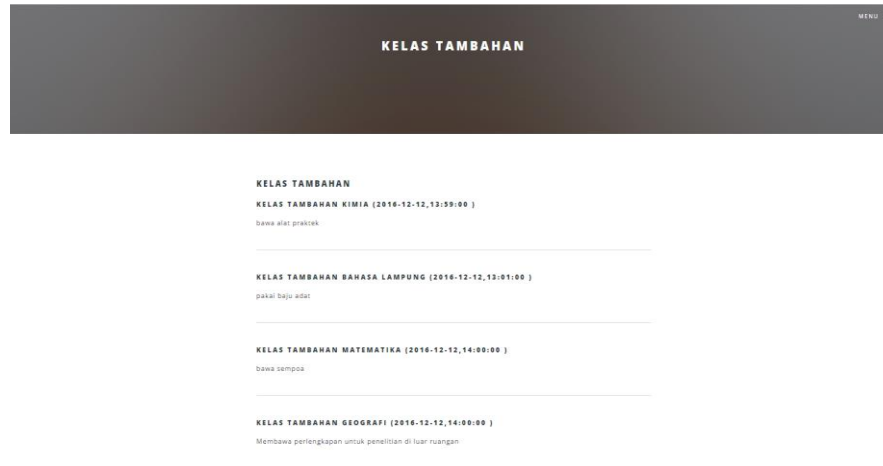 MENU
KELAS TAMBAHAN
KELAS TAMBAHAN
KELAS TAMBAHAN KIMIA (2016-12-12,13:59:00 )
bawa alat praktek
KELAS TAMBAHAN BAHASA LAMPUNG (2016-12-12,13:01:00 )
pakai baju adat
KELAS TAMBAHAN MATEMATIKA (2016-12-12,14:00:00 )
bawa sempoa
KELAS TAMBAHAN GEOGRAFI (2016-12-12,14:00:00 )
Membawa perlengkapan untuk penelitian di luar ruangan